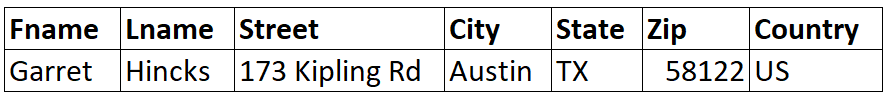 Fname Lname Street City State Zip Country
Garret Hincks 173 Kipling Rd Austin TX 58122 US